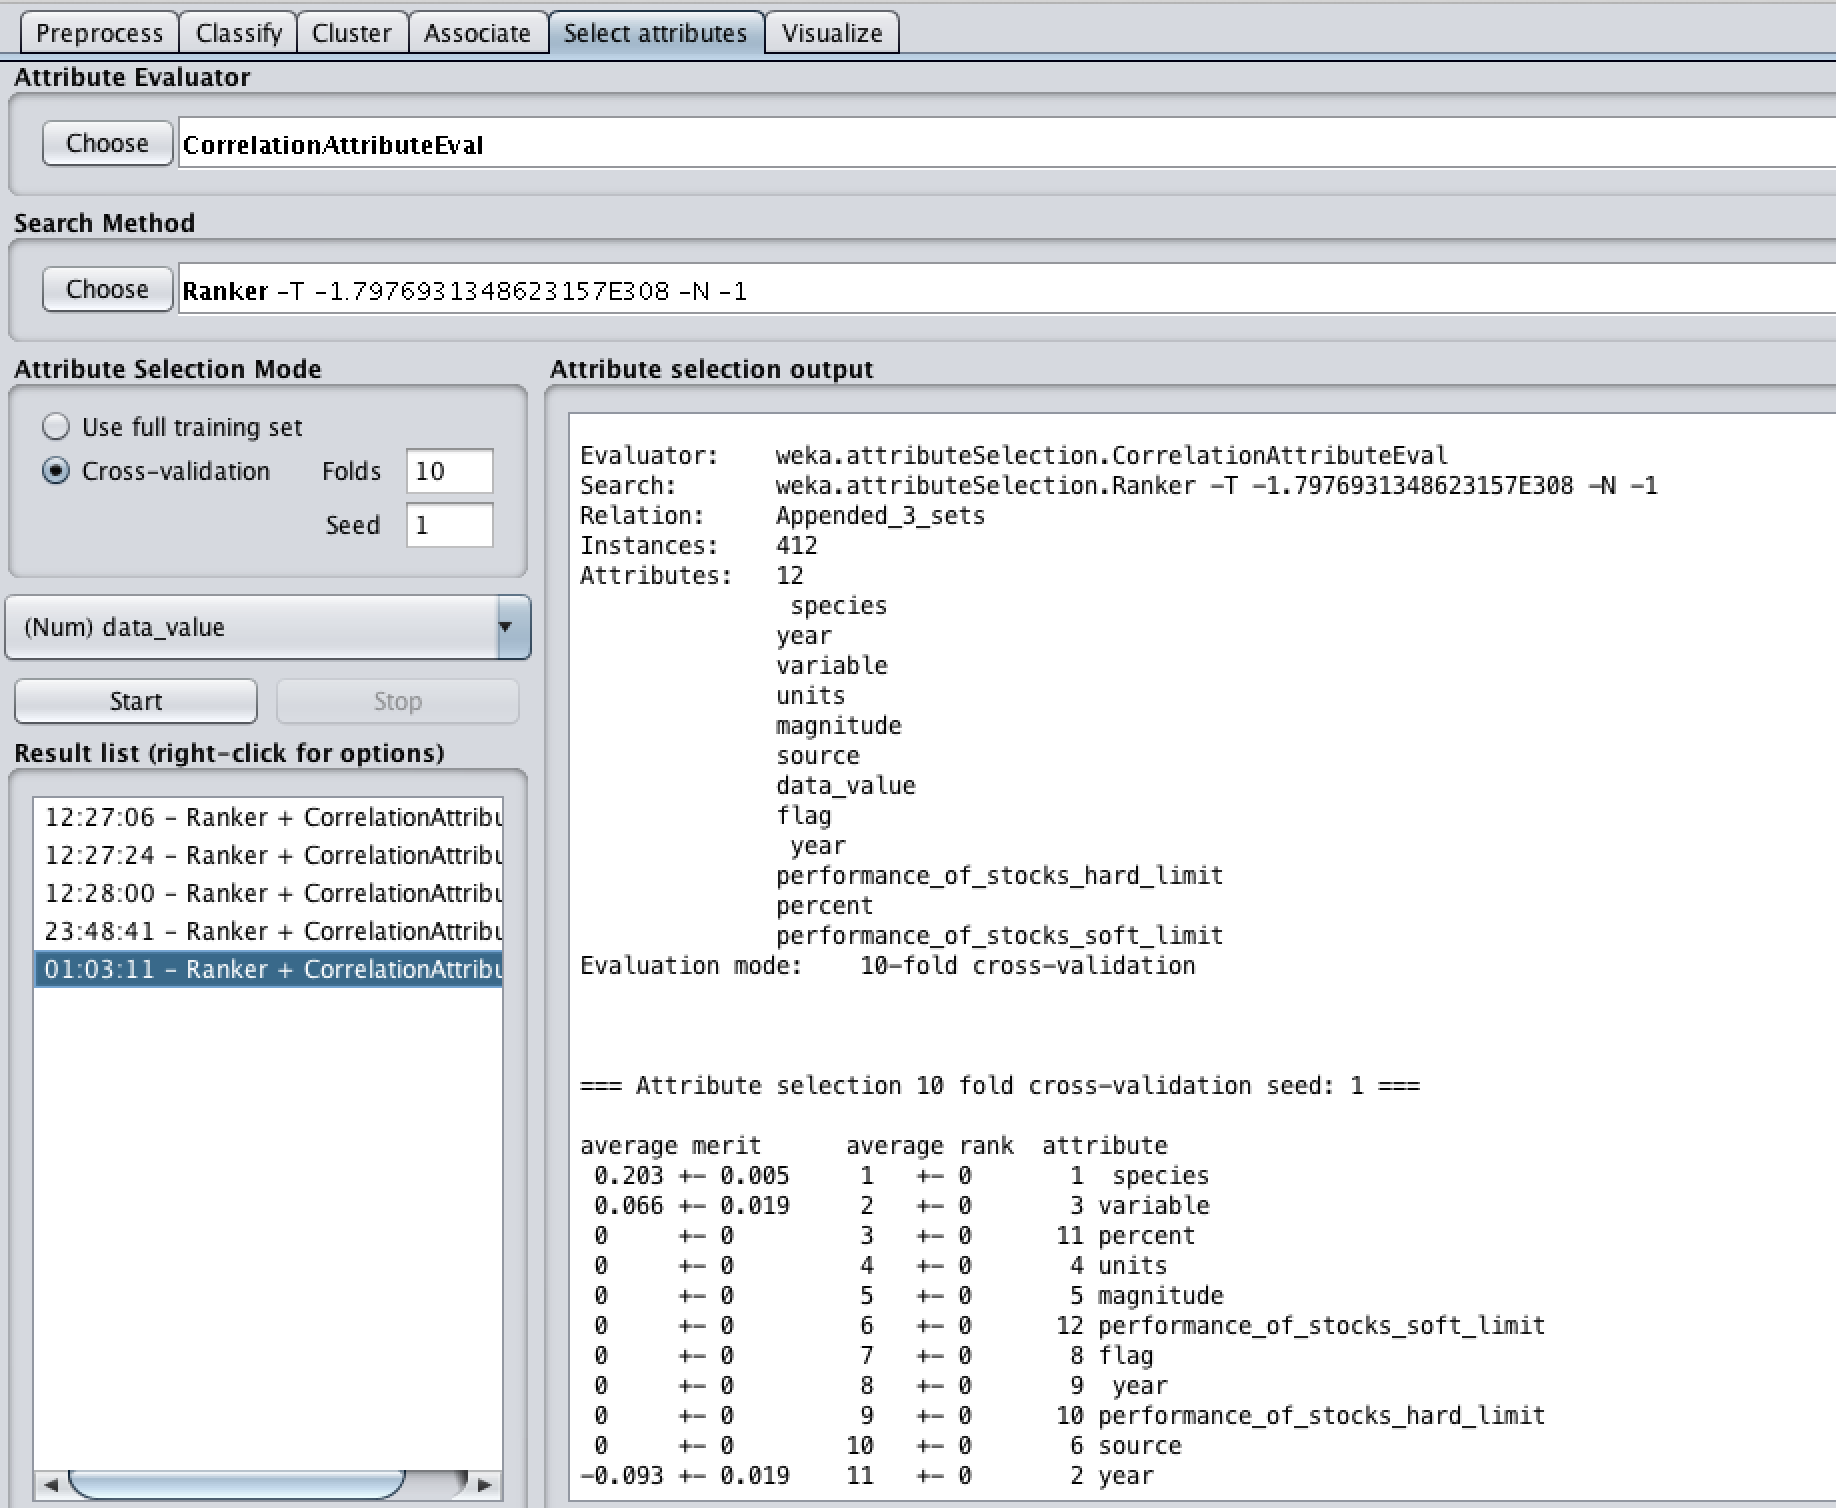 Preprocess Classify Cluster Associate Select attributes Visualize
Attribute Evaluator
Choose CorrelationAttributeEval
Search Method
Choose Ranker -T -1.7976931348623157E308 -N -1
Attribute Selection Mode
Use full training set
Cross-validation Folds 10
Seed 1
(Num) data_value
Start Stop
Result list (right-click for options)
12:27:06 - Ranker + CorrelationAttribu
12:27:24 - Ranker + CorrelationAttribu
12:28:00 - Ranker + CorrelationAttribu
23:48:41 - Ranker + CorrelationAttribu
01:03:11 - Ranker + CorrelationAttribu
Attribute selection output
Evaluator: weka.attributeSelection.CorrelationAttributeEval
Search: weka.attributeSelection.Ranker -T -1.7976931348623157E308 -N -1
Relation: Appended_3_sets
Instances: 412
Attributes: 12
species
year
variable
units
magnitude
source
data_value
flag
year
performance_of_stocks_hard_limit
percent
performance_of_stocks_soft_limit
Evaluation mode: 10-fold cross-validation
=== Attribute selection 10 fold cross-validation seed: 1 ===
average merit average rank attribute
0.203 +- 0.005 1 +- 0 1 species
0.066 +- 0.019 2 +- 0 3 variable
0 +- 0 3 +- 0 11 percent
0 +- 0 4 +- 0 4 units
0 +- 0 5 +- 0 5 magnitude
0 +- 0 6 +- 0 12 performance_of_stocks_soft_limit
0 +- 0 7 +- 0 8 flag
0 +- 0 8 +- 0 9 year
0 +- 0 9 +- 0 10 performance_of_stocks_hard_limit
0 +- 0 10 +- 0 6 source
-0.093 +- 0.019 11 +- 0 2 year